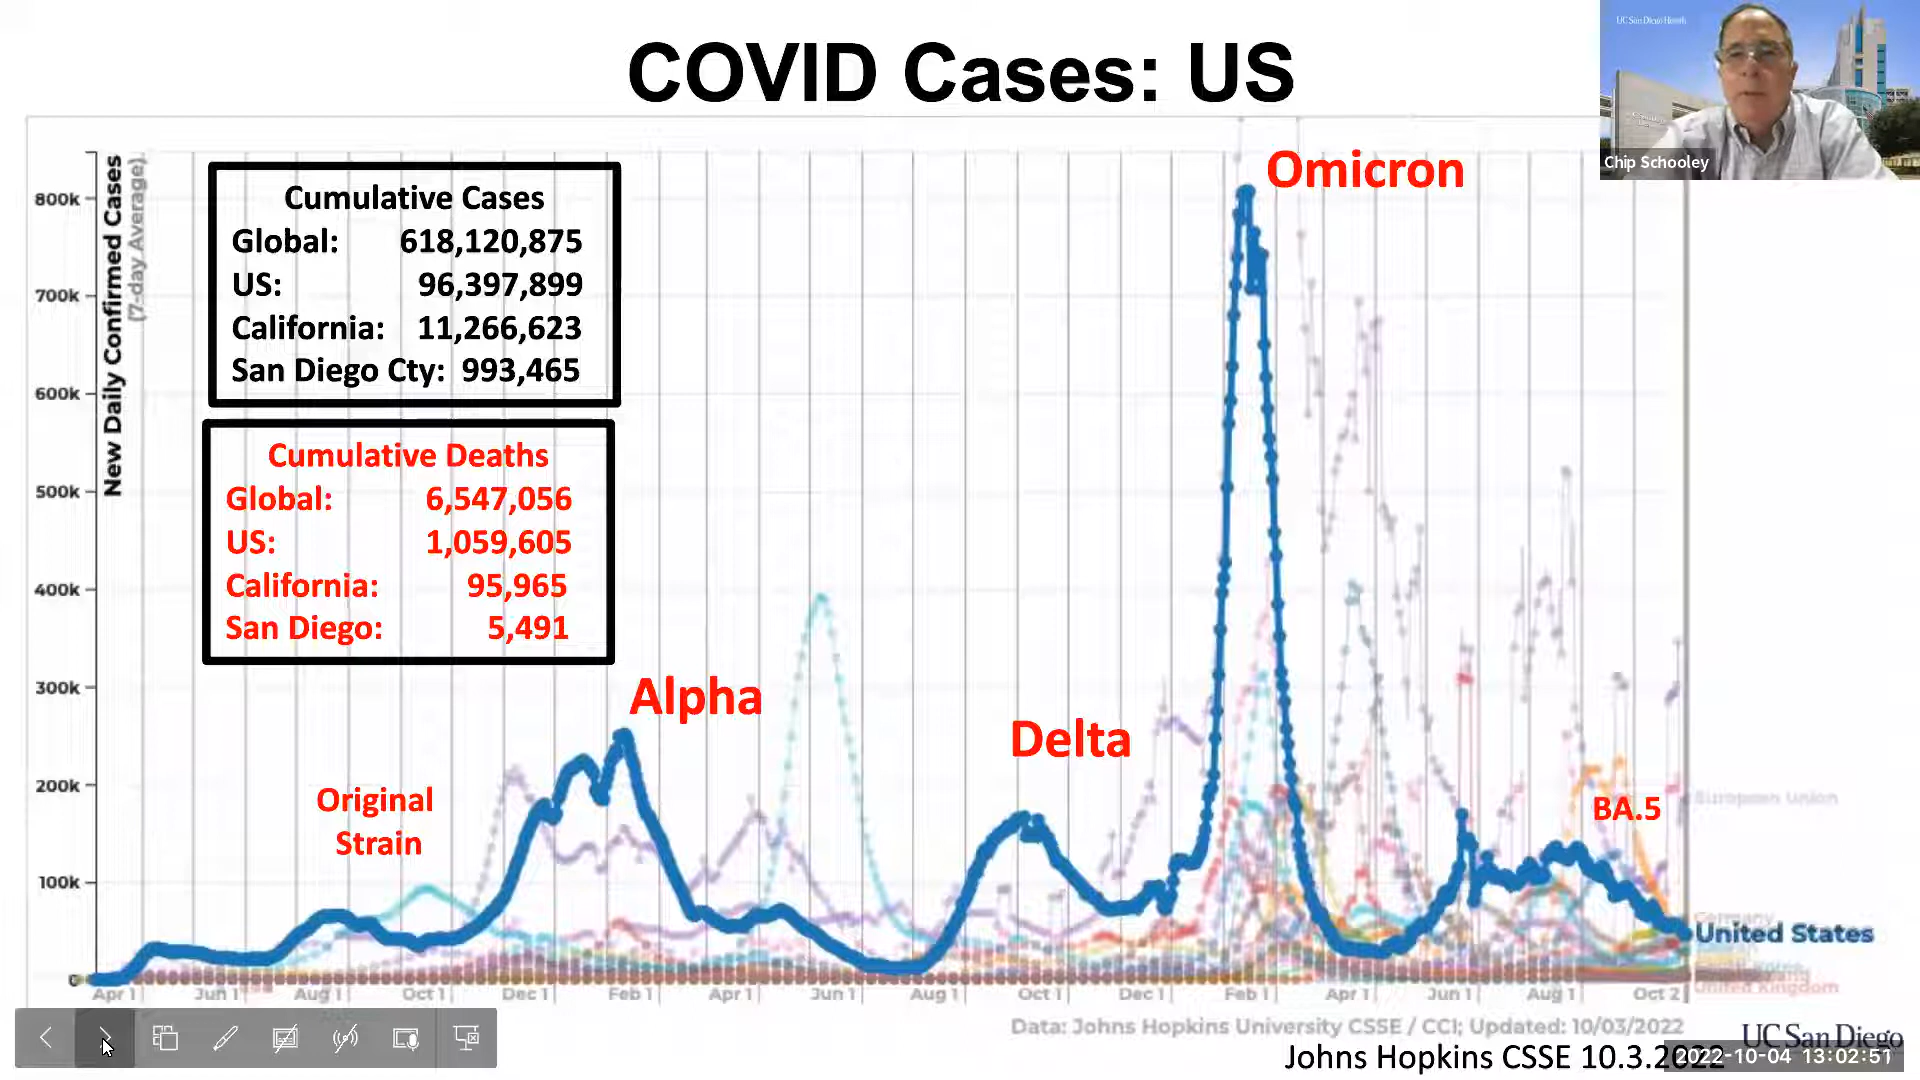 COVID Cases: US
UC San Diego Health
Chip Schooley
New Daily Confirmed Cases
(7-day Average)
800k
700k
600k
500k
400k
300k
200k
100k
0
Cumulative Cases
Global: 618,120,875
US: 96,397,899
California: 11,266,623
San Diego Cty: 993,465
Cumulative Deaths
Global: 6,547,056
US: 1,059,605
California: 95,965
San Diego: 5,491
Original
Strain
Alpha
Delta
Omicron
BA.5
European Union
Germany
United States
United Kingdom
Apr 1 Jun 1 Aug 1 Oct 1 Dec 1 Feb 1 Apr 1 Jun 1 Aug 1 Oct 1 Dec 1 Feb 1 Apr 1 Jun 1 Aug 1 Oct 2
Data: Johns Hopkins University CSSE / CCI; Updated: 10/03/2022
UC San Diego
Johns Hopkins CSSE 10.3.2022
2022-10-04 13:02:51